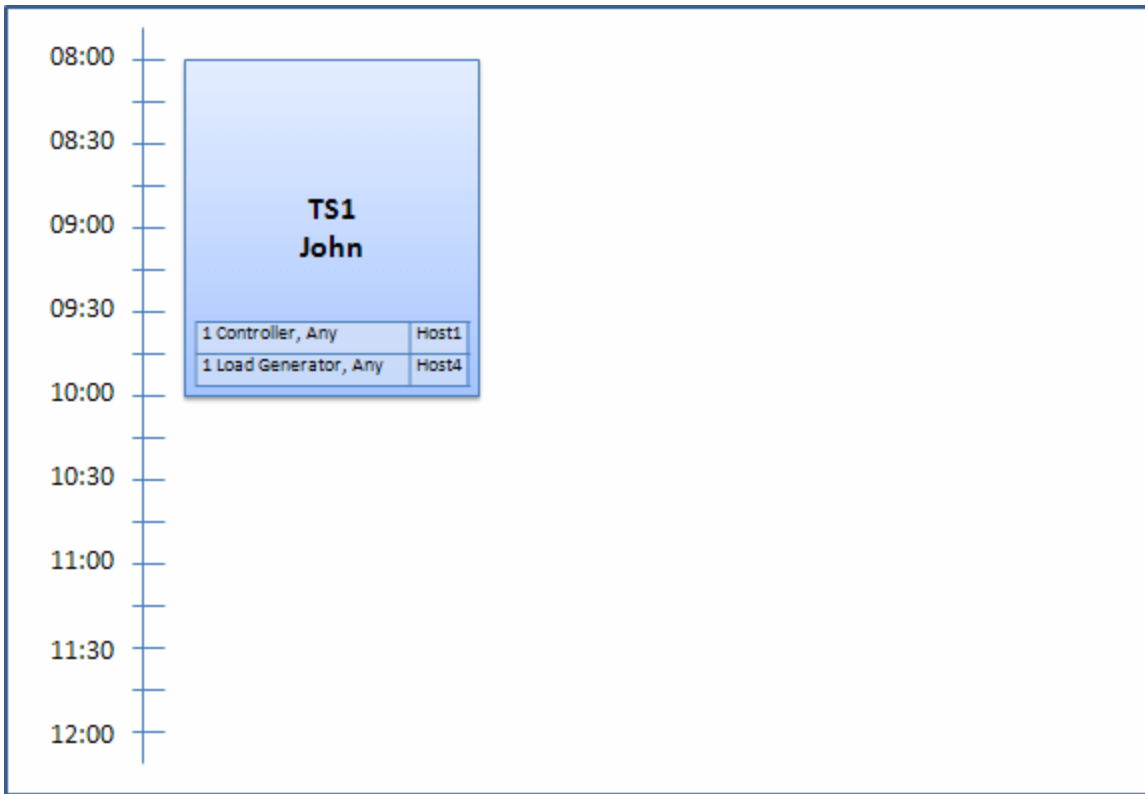 08:00
08:30
09:00
TS1
John
09:30
1 Controller, Any Host1
1 Load Generator, Any Host4
10:00
10:30
11:00
11:30
12:00